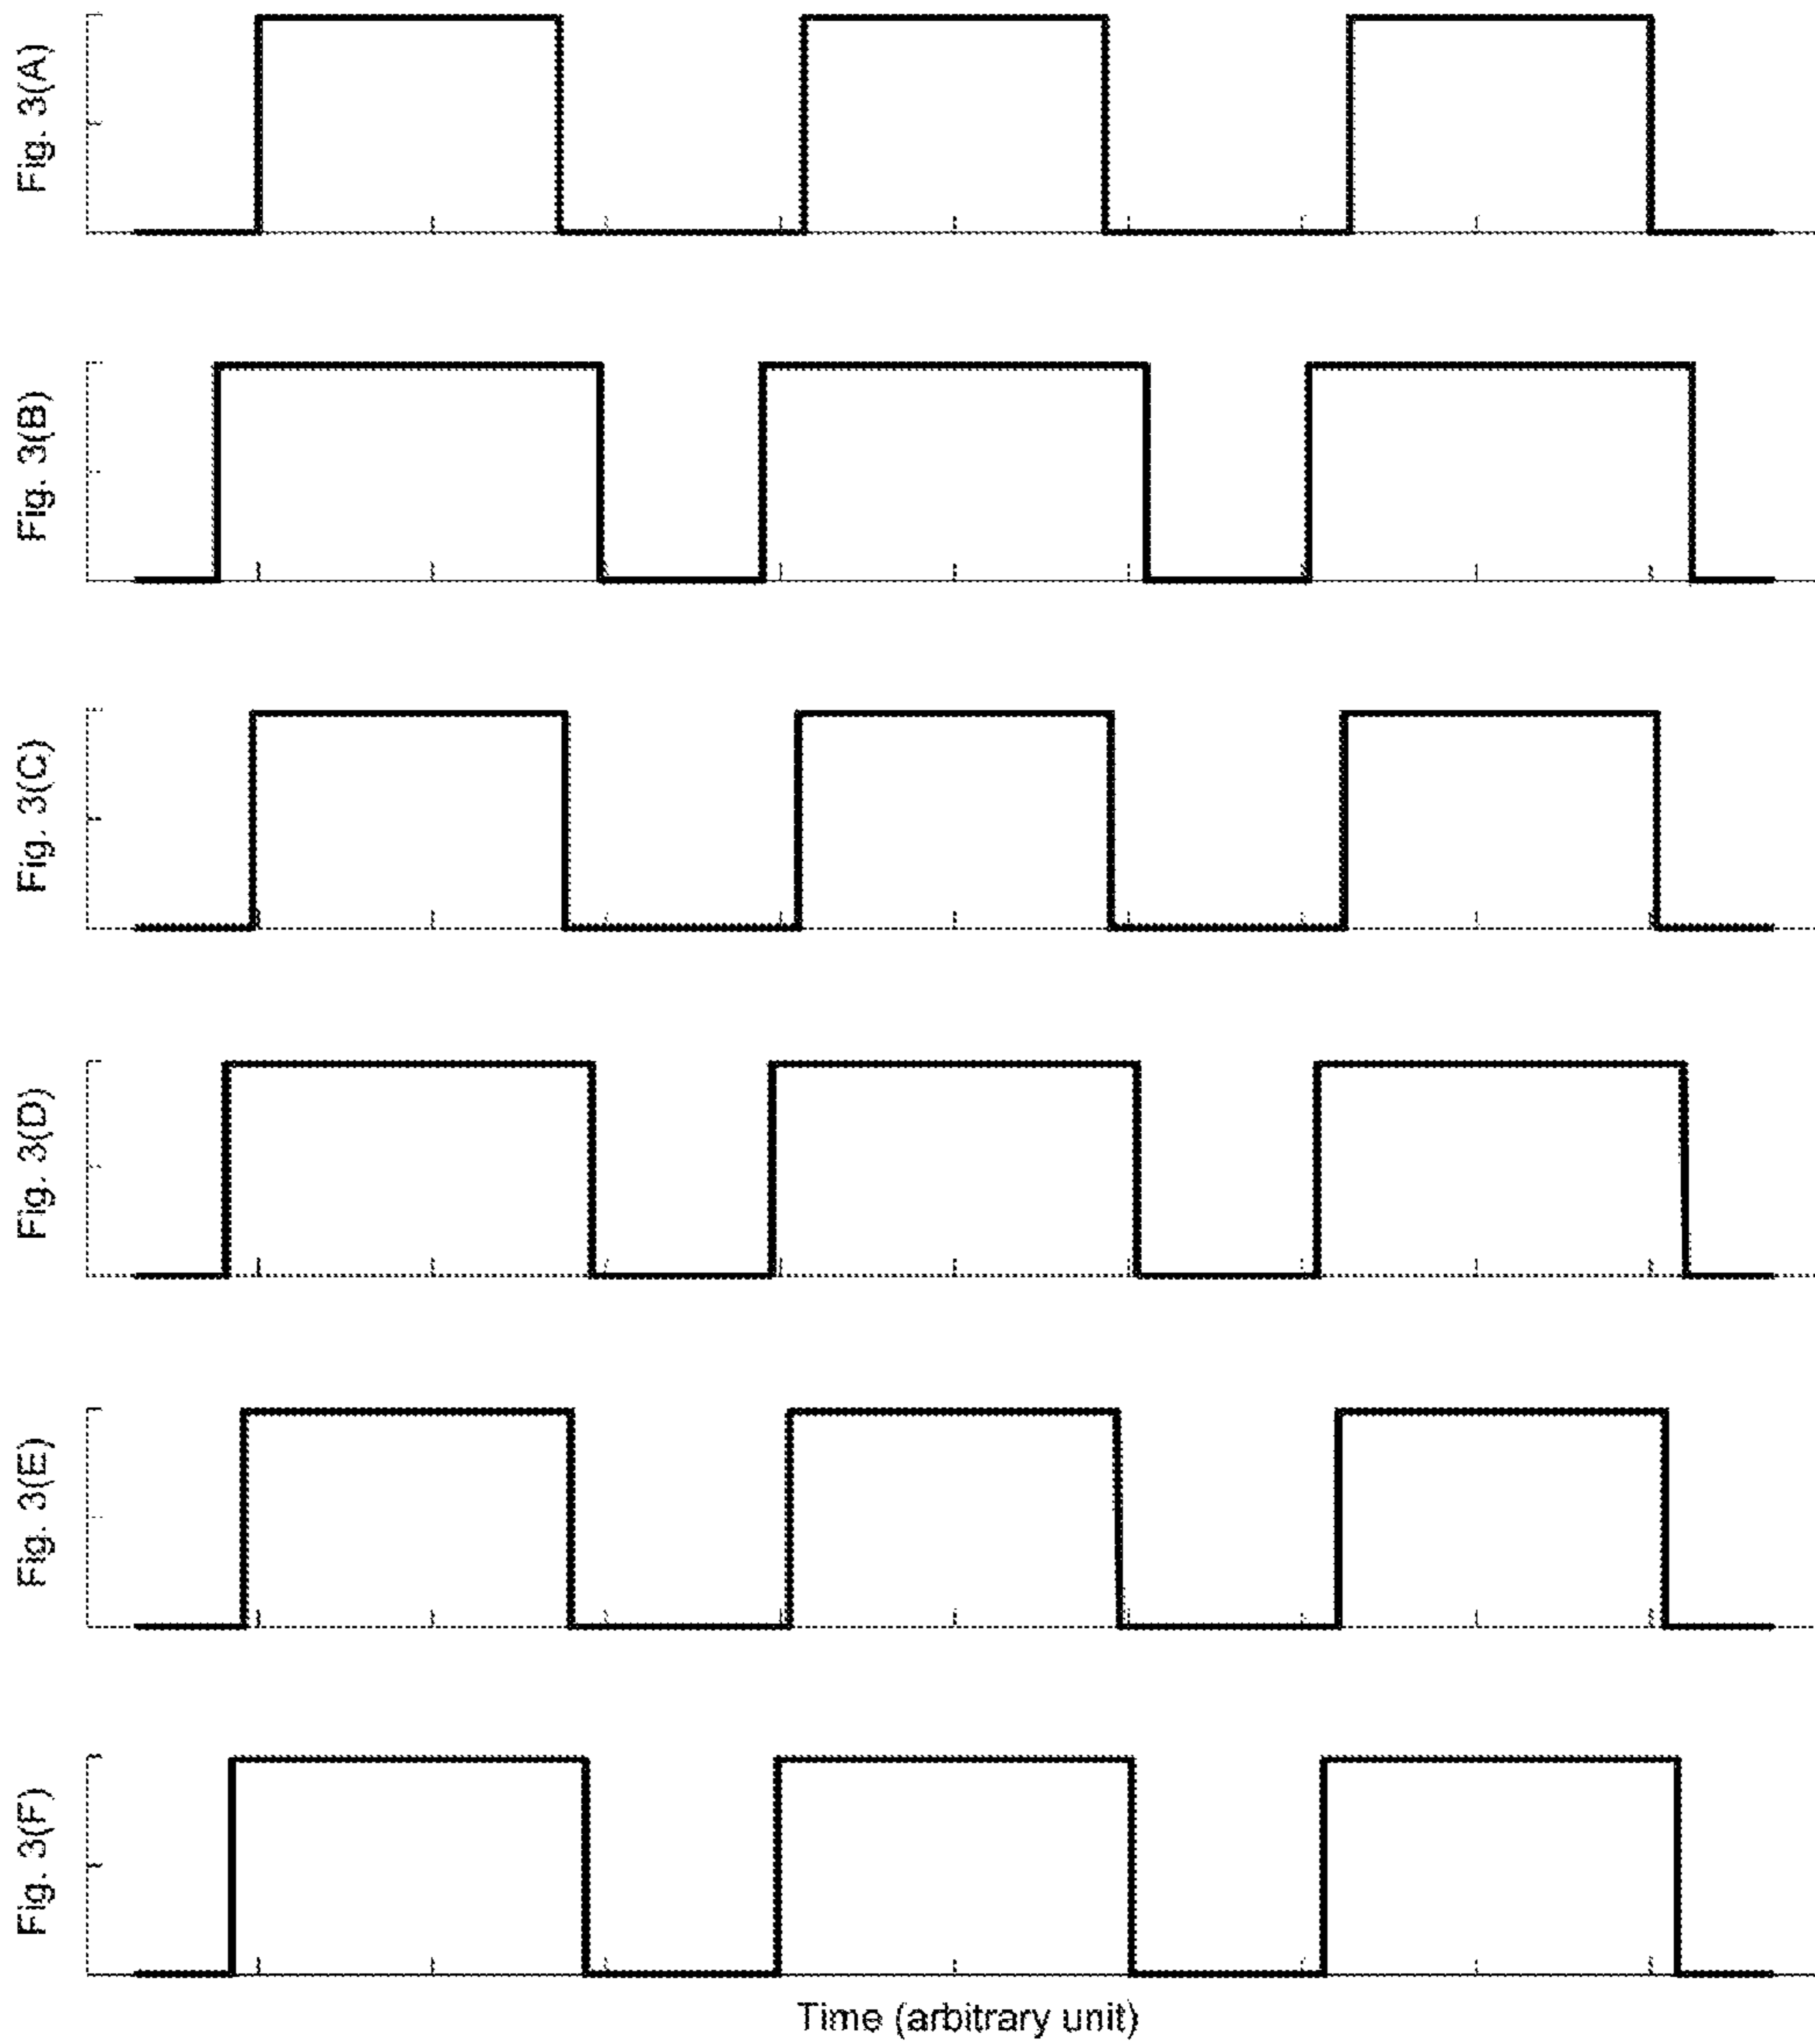 Fig. 3(A)
Fig. 3(B)
Fig. 3(C)
Fig. 3(D)
Fig. 3(E)
Fig. 3(F)
Time (arbitrary unit)